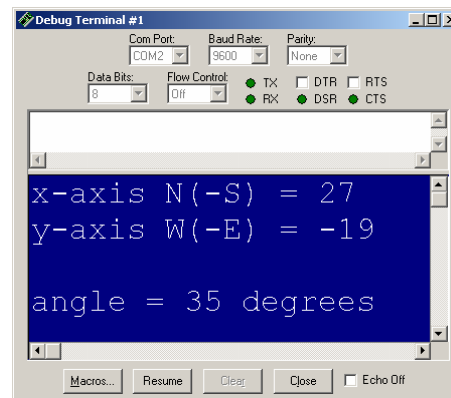 Debug Terminal #1
Com Port: Baud Rate: Parity:
COM2 9600 None
Data Bits: Flow Control: TX DTR RTS
8 Off RX DSR CTS
x-axis N(-S) = 27
y-axis W(-E) = -19
angle = 35 degrees
Macros... Resume Clear Close Echo Off